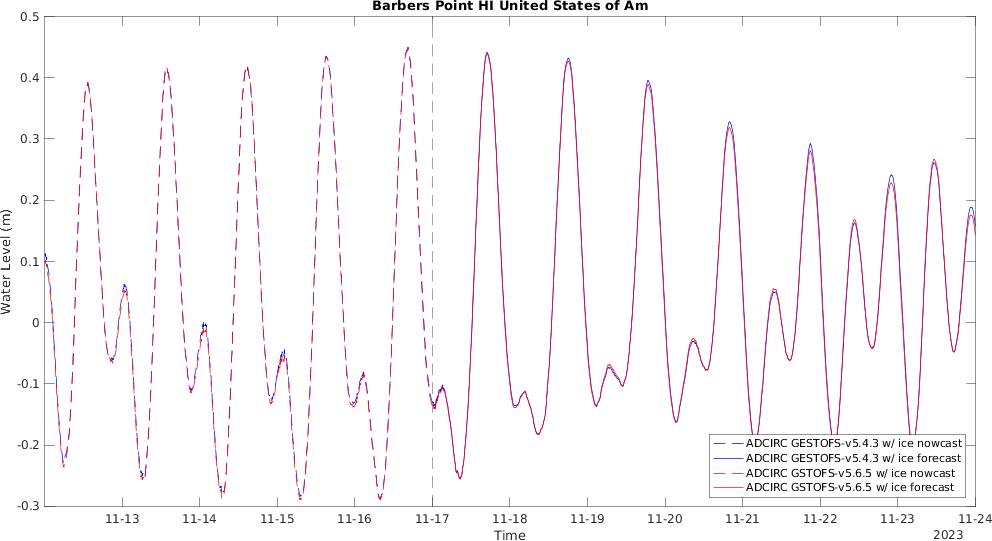 Barbers Point HI United States of Am
0.5
0.4
0.3
0.2
0.1
0
-0.1
-0.2
-0.3
Water Level (m)
ADCIRC GESTOFS-v5.4.3 w/ ice nowcast
ADCIRC GESTOFS-v5.4.3 w/ ice forecast
ADCIRC GSTOFS-v5.6.5 w/ ice nowcast
ADCIRC GSTOFS-v5.6.5 w/ ice forecast
11-13 11-14 11-15 11-16 11-17 11-18 11-19 11-20 11-21 11-22 11-23 11-24
Time
2023